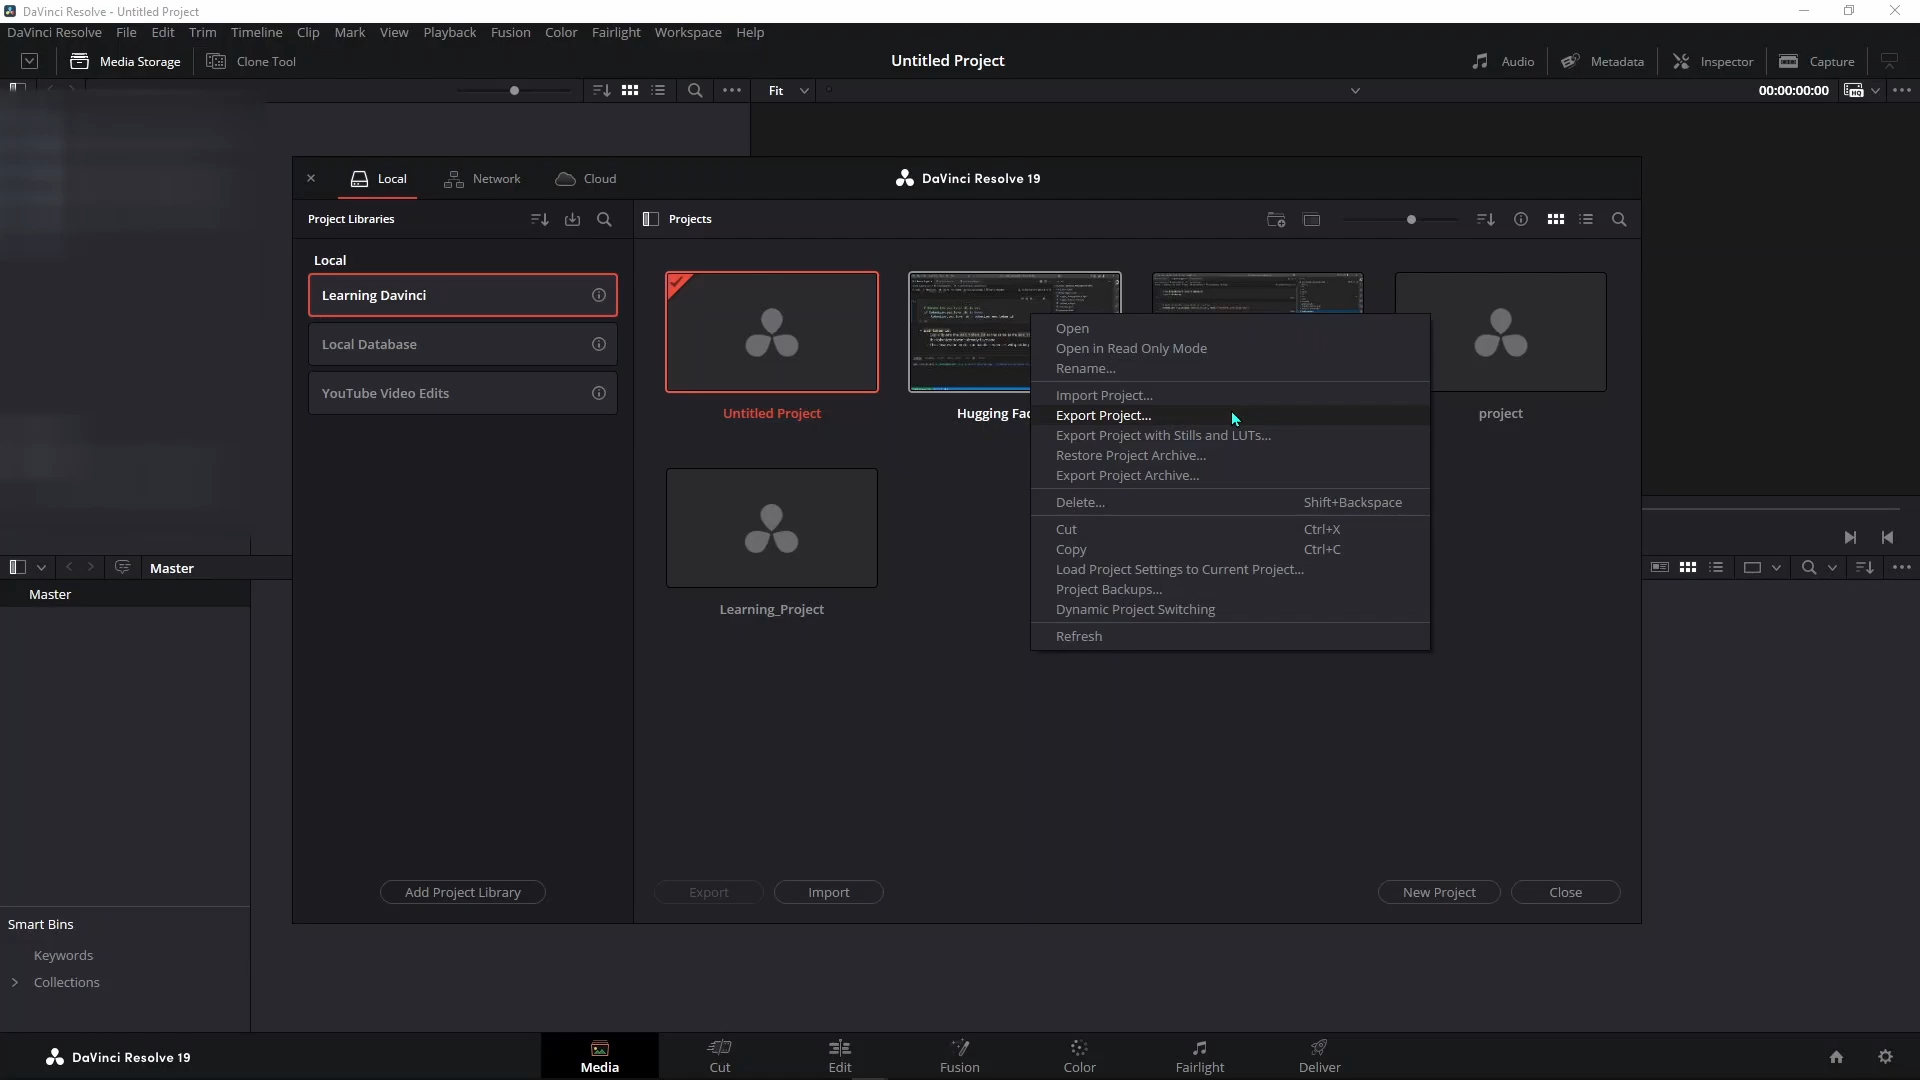 DaVinci Resolve - Untitled Project
DaVinci Resolve File Edit Trim Timeline Clip Mark View Playback Fusion Color Fairlight Workspace Help
Media Storage Clone Tool Untitled Project Audio Metadata Inspector Capture
Fit 00:00:00:00 HQ
Local Network Cloud DaVinci Resolve 19
Project Libraries Projects
Local
Learning Davinci
Local Database
YouTube Video Edits
Untitled Project Hugging project
Learning_Project
Open
Open in Read Only Mode
Rename...
Import Project...
Export Project...
Export Project with Stills and LUTs...
Restore Project Archive...
Export Project Archive...
Delete... Shift+Backspace
Cut Ctrl+X
Copy Ctrl+C
Load Project Settings to Current Project...
Project Backups...
Dynamic Project Switching
Refresh
Add Project Library Export Import New Project Close
Master
Master
Smart Bins
Keywords
Collections
DaVinci Resolve 19 Media Cut Edit Fusion Color Fairlight Deliver